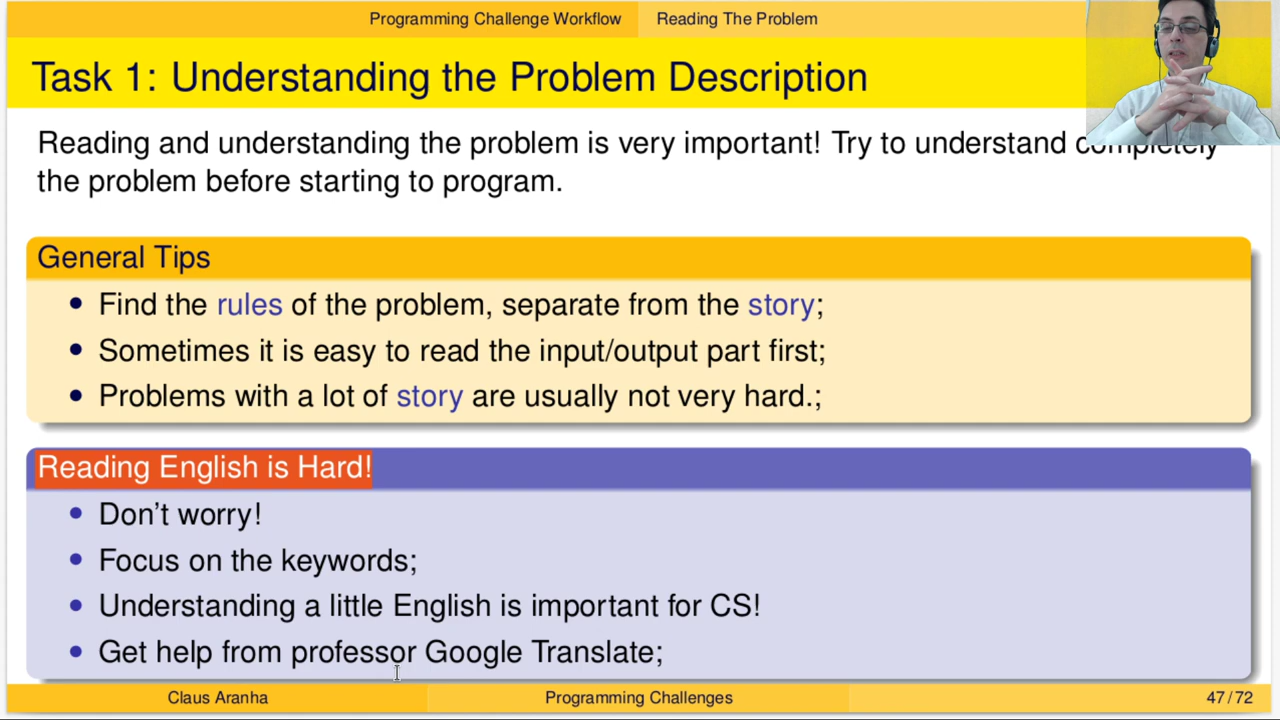 Programming Challenge Workflow Reading The Problem
Task 1: Understanding the Problem Description
Reading and understanding the problem is very important! Try to understand completely
the problem before starting to program.
General Tips
Find the rules of the problem, separate from the story;
Sometimes it is easy to read the input/output part first;
Problems with a lot of story are usually not very hard.;
Reading English is Hard!
Don't worry!
Focus on the keywords;
Understanding a little English is important for CS!
Get help from professor Google Translate;
Claus Aranha Programming Challenges 47 / 72